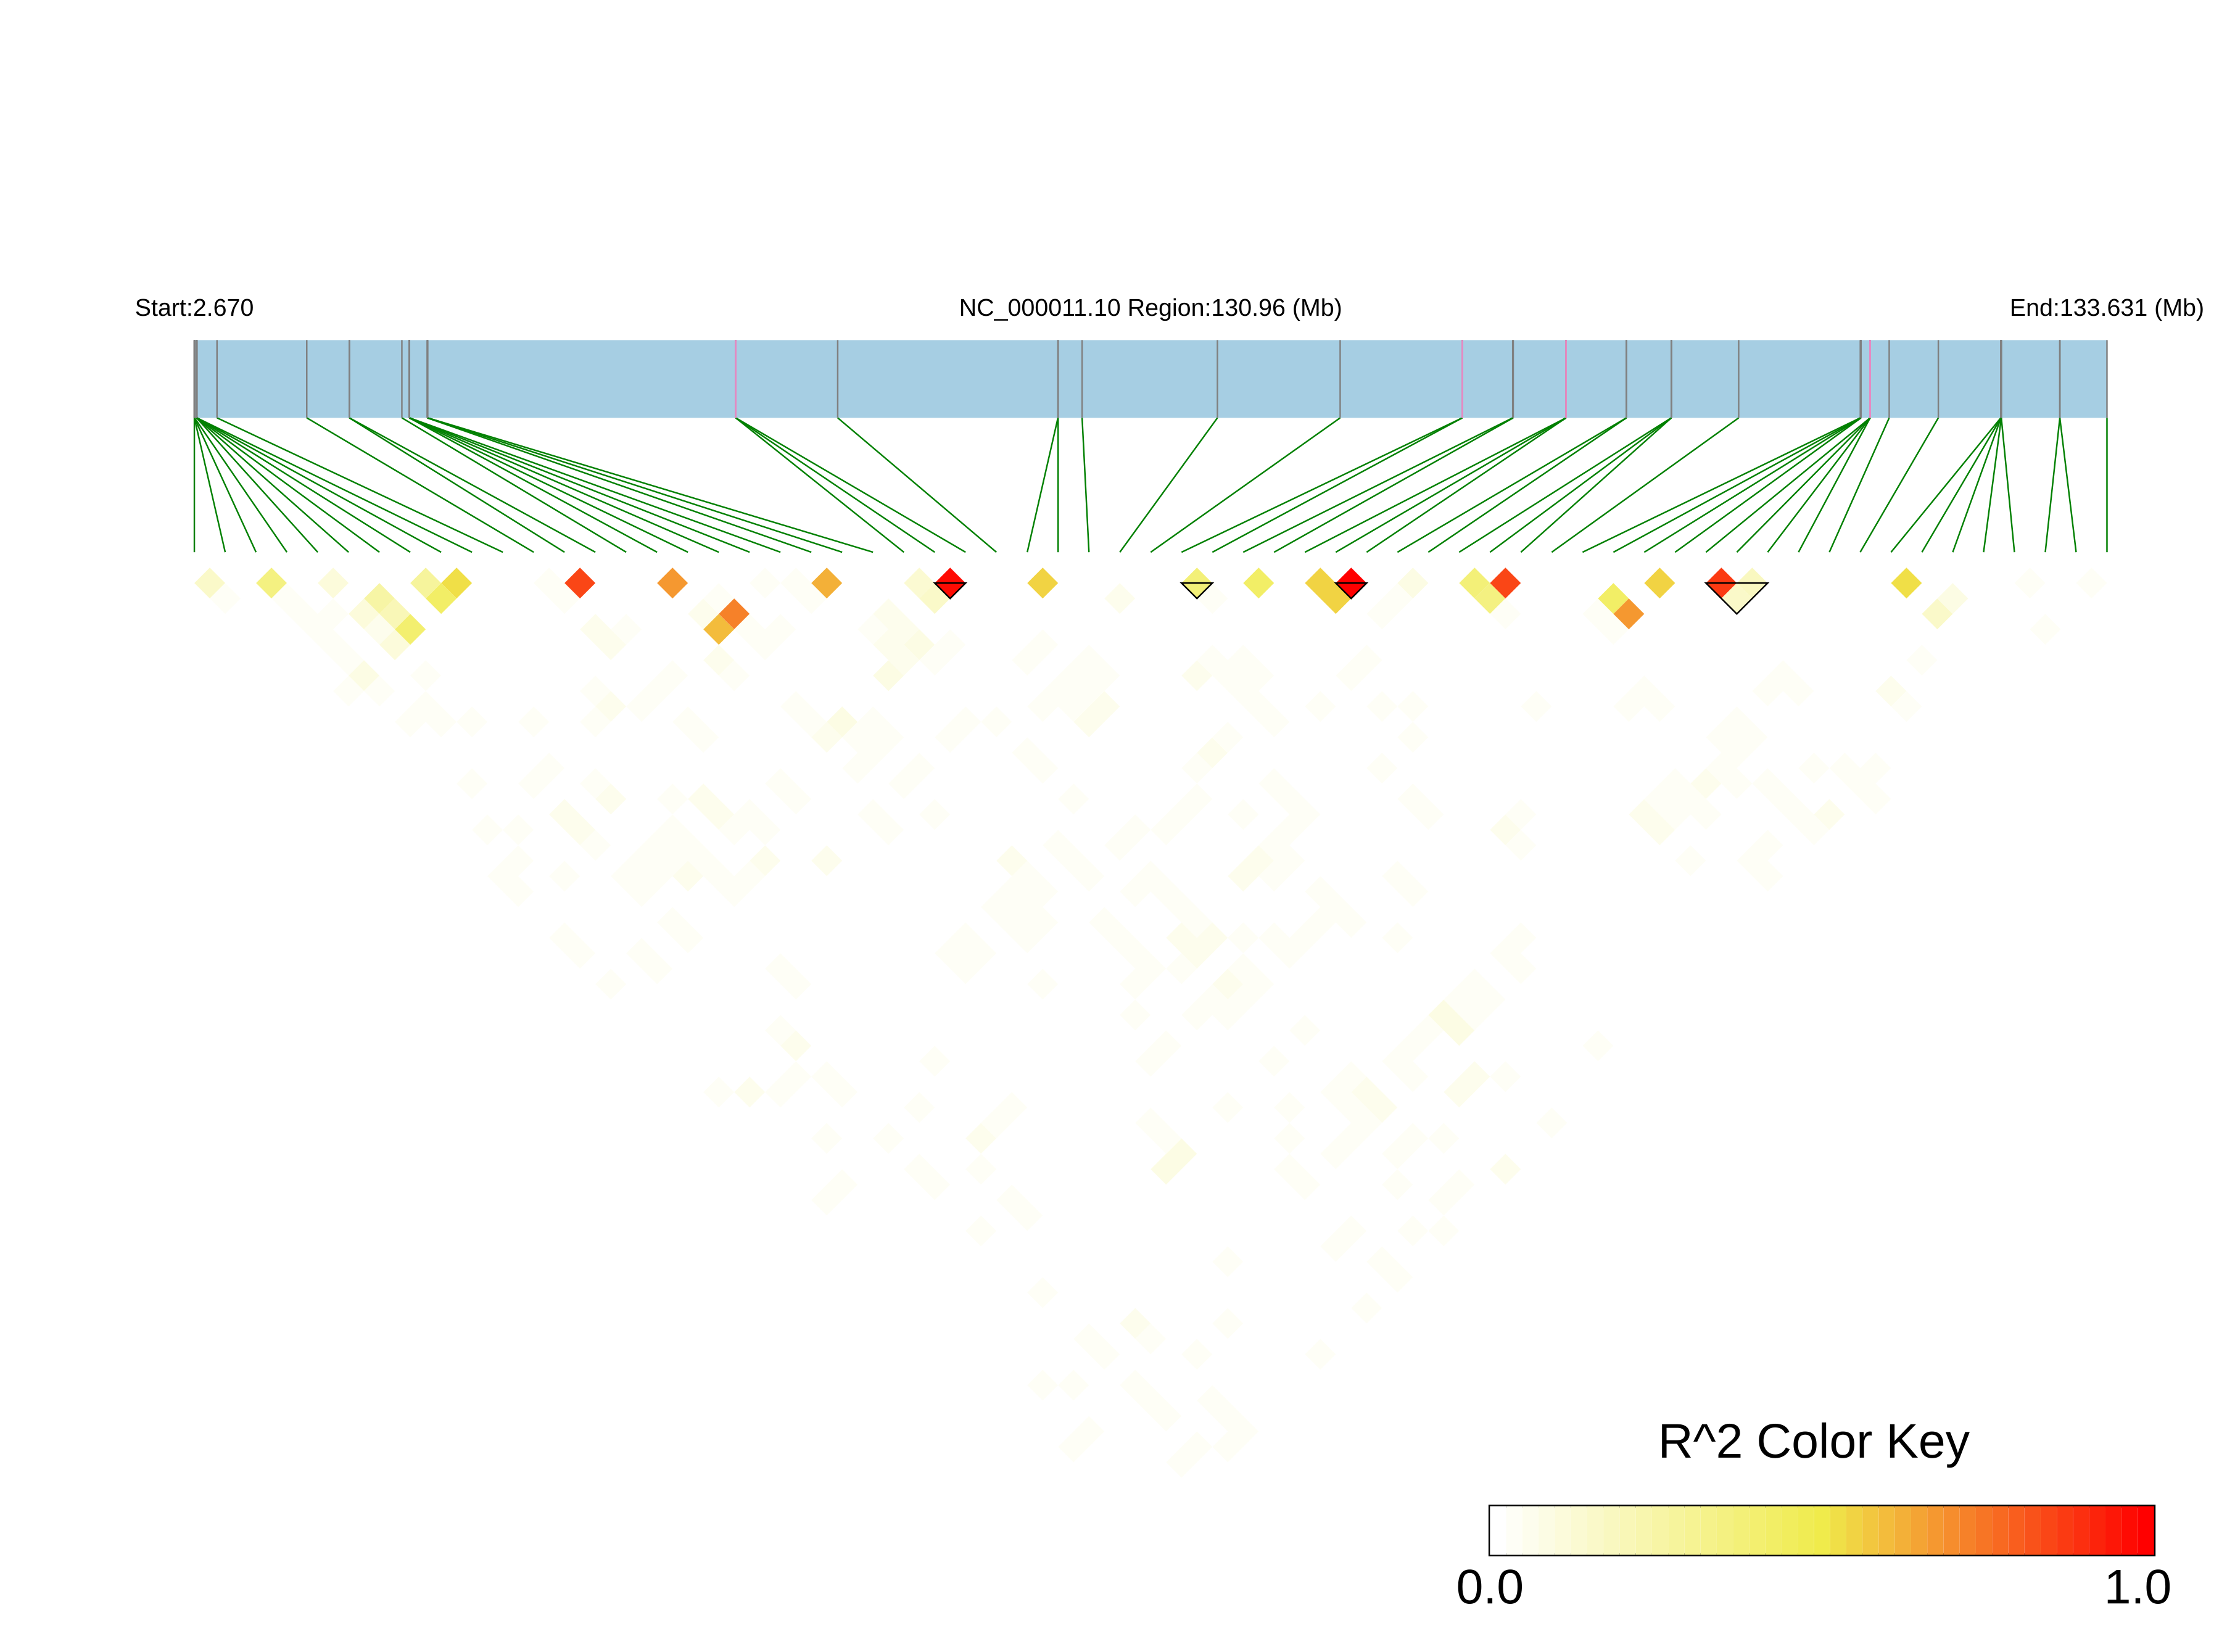 Start:2.670 NC_000011.10 Region:130.96 (Mb) End:133.631 (Mb)
R^2 Color Key
0.0 1.0